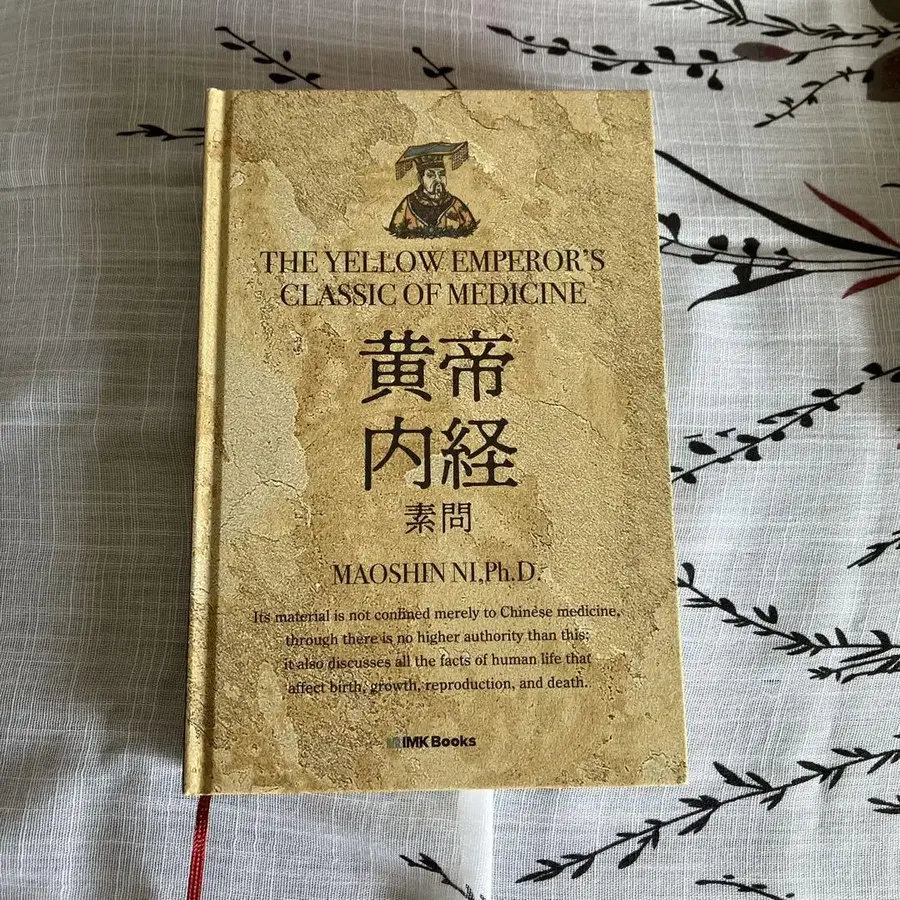 THE YELLOW EMPEROR'S
CLASSIC OF MEDICINE
黄帝
内経
素問
MAOSHIN NI,Ph.D.
Its material is not confined merely to Chinese medicine,
through there is no higher authority than this;
it also discusses all the facts of human life that
affect birth, growth, reproduction, and death.
IMK Books